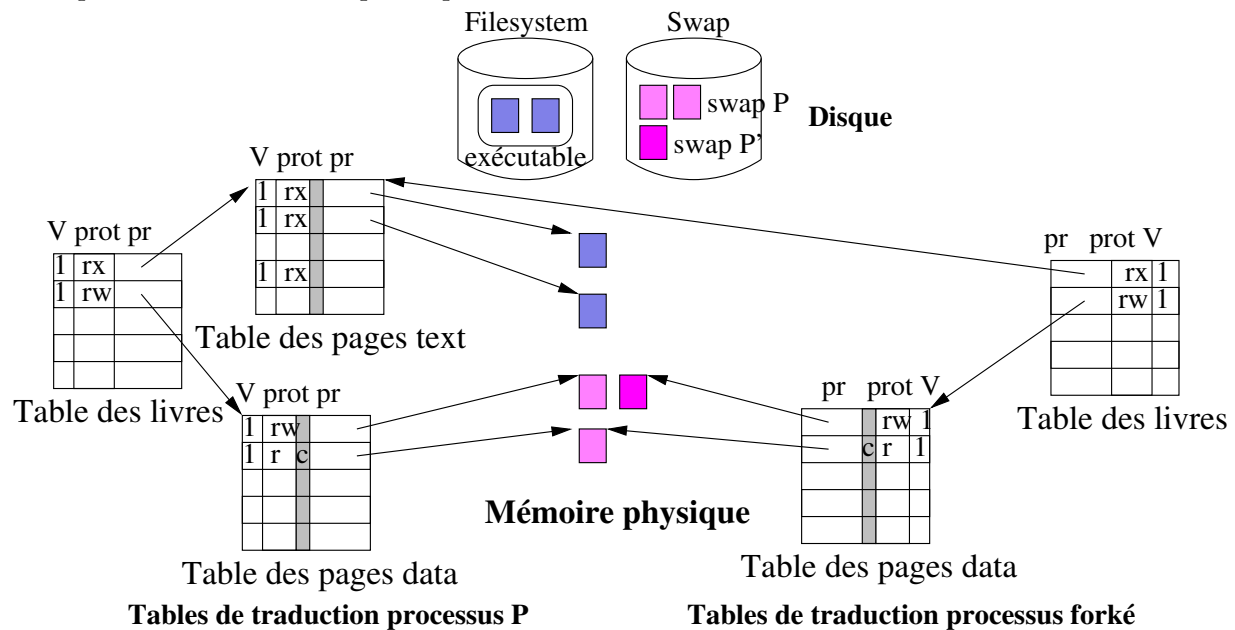 Filesystem
Swap
swap P
swap P'
Disque
exécutable
V prot pr
1 rx
1 rx
1 rx
Table des pages text
V prot pr
1 rx
1 rw
Table des livres
pr prot V
rx 1
rw 1
Table des livres
V prot pr
1 rw
1 r c
Table des pages data
Mémoire physique
pr prot V
rw 1
c r 1
Table des pages data
Tables de traduction processus P
Tables de traduction processus forké